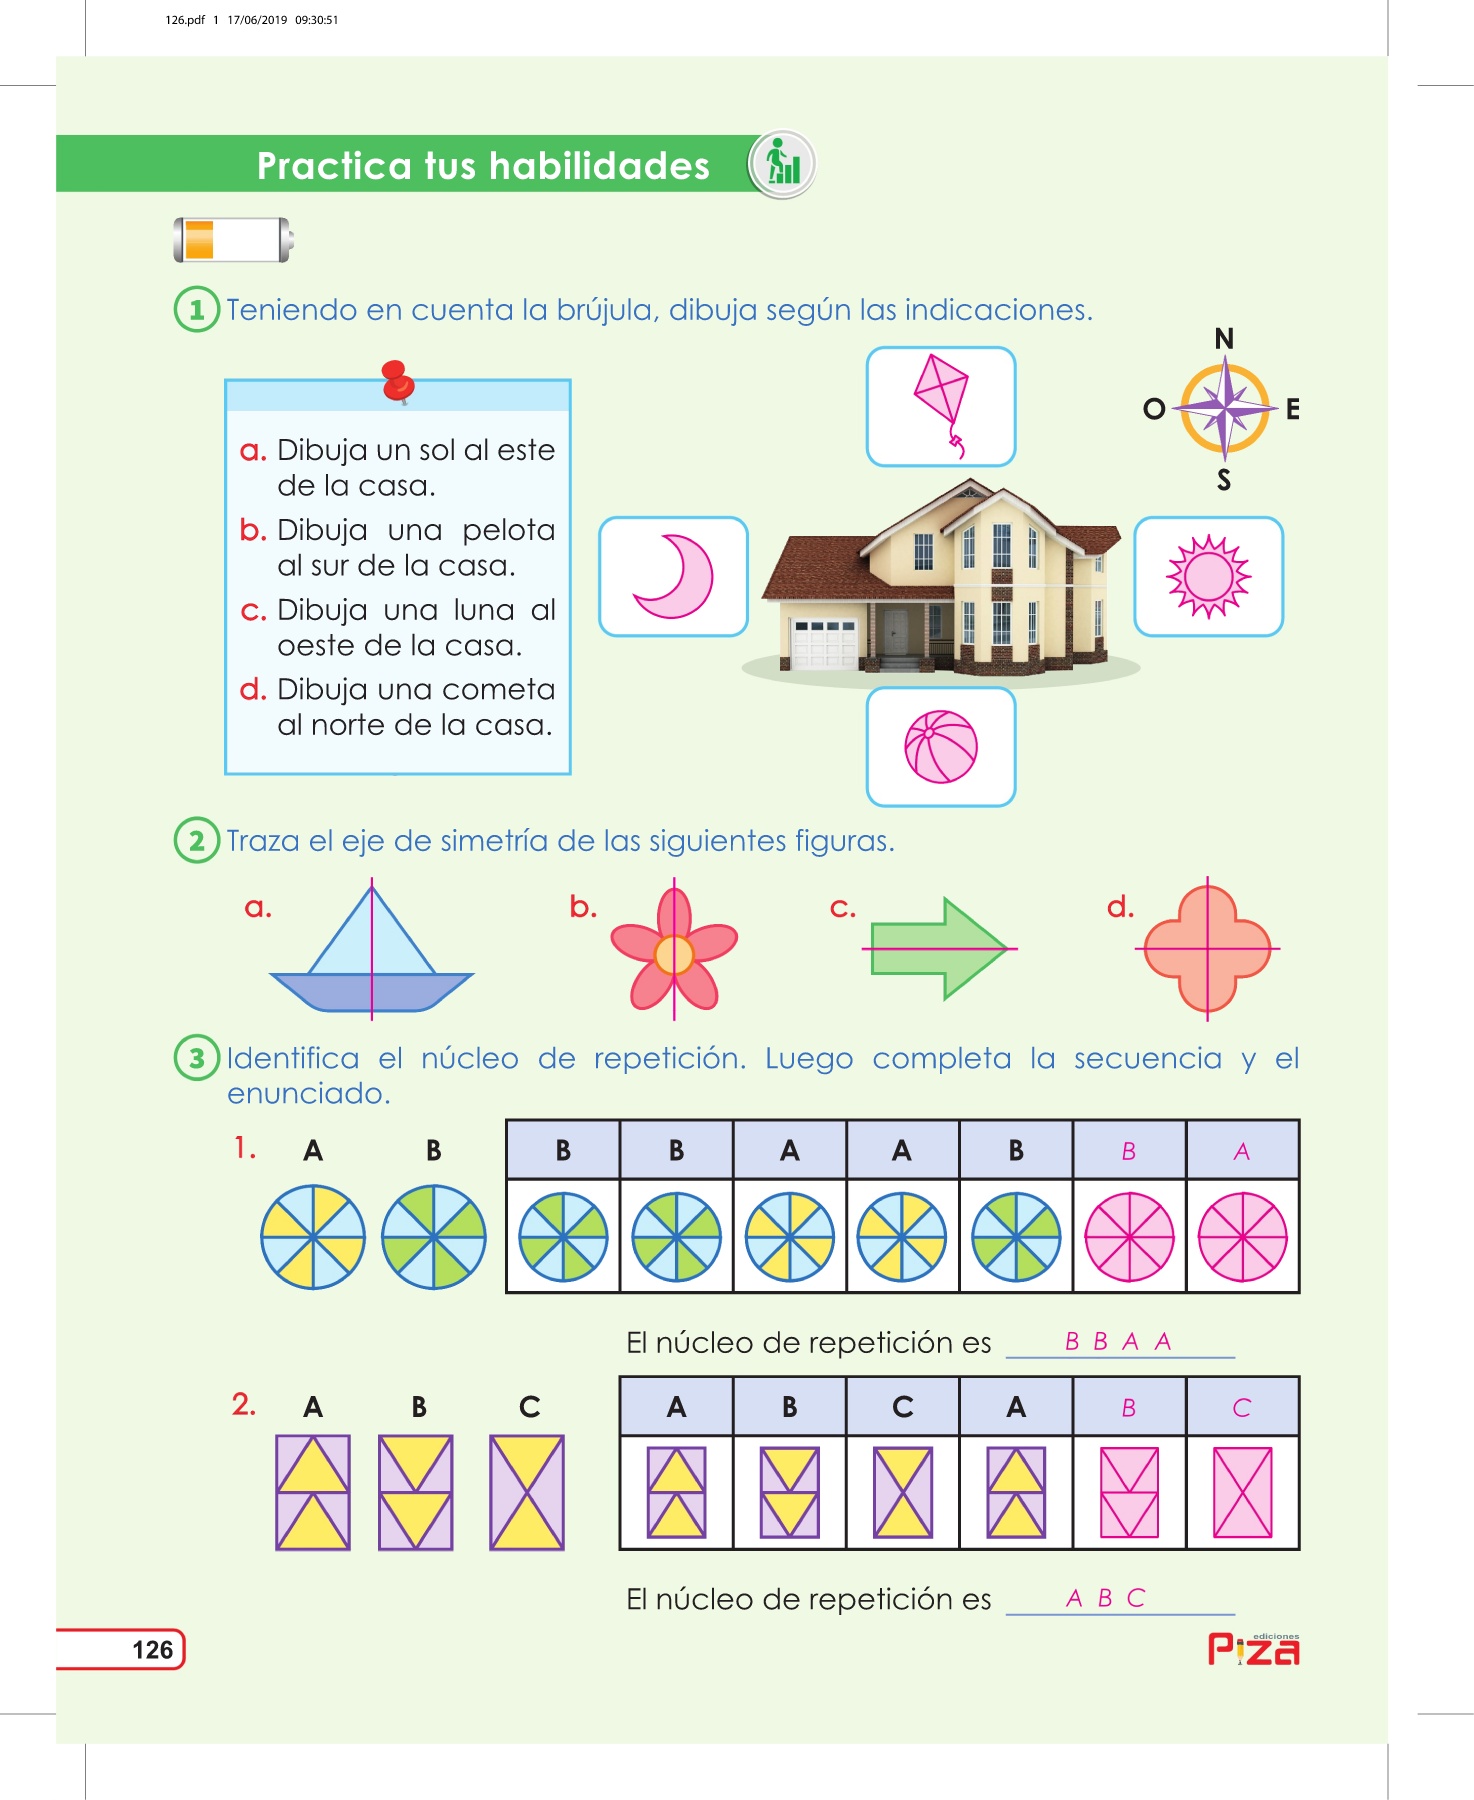 126.pdf 1 17/06/2019 09:30:51
Practica tus habilidades
1 Teniendo en cuenta la brújula, dibuja según las indicaciones.
N
O E
S
a. Dibuja un sol al este
de la casa.
b. Dibuja una pelota
al sur de la casa.
c. Dibuja una luna al
oeste de la casa.
d. Dibuja una cometa
al norte de la casa.
2 Traza el eje de simetría de las siguientes figuras.
a. b. c. d.
3 Identifica el núcleo de repetición. Luego completa la secuencia y el
enunciado.
1. A B B B A A B B A
El núcleo de repetición es B B A A
2. A B C A B C A B C
El núcleo de repetición es A B C
126
ediciones
Piza